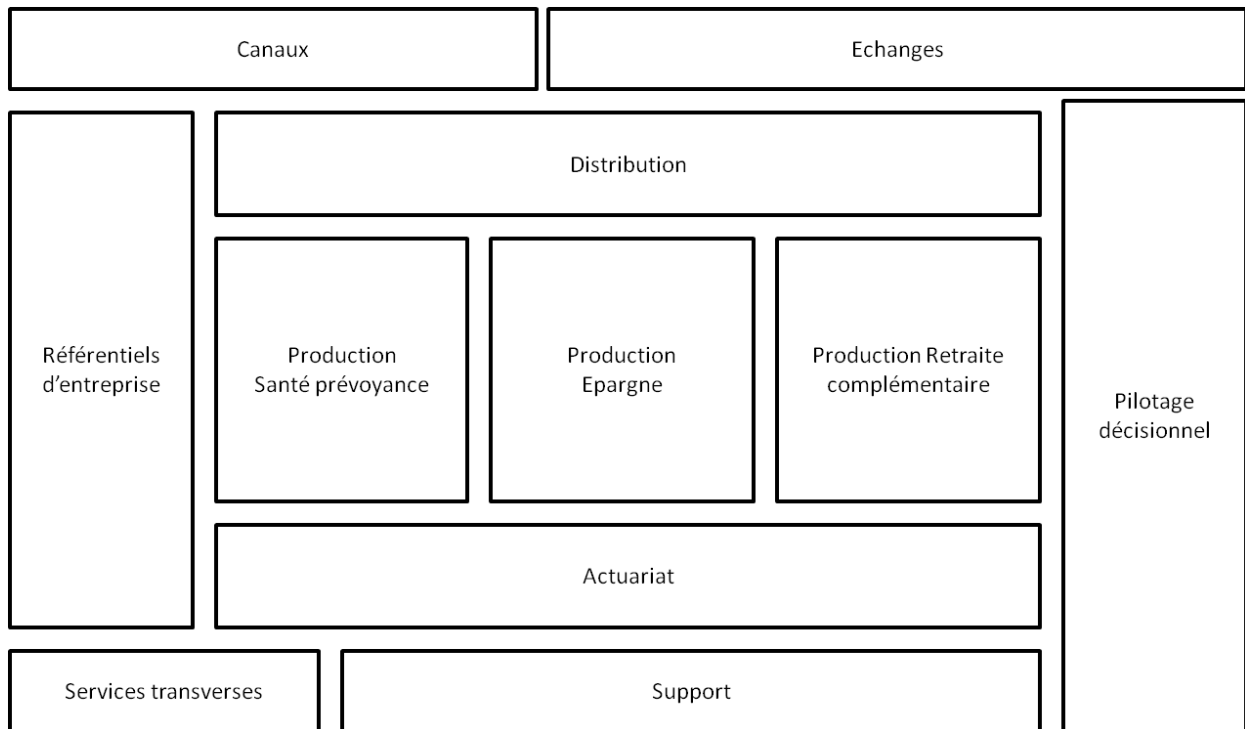 Canaux
Echanges
Distribution
Référentiels
d’entreprise
Production
Santé prévoyance
Production
Epargne
Production Retraite
complémentaire
Pilotage
décisionnel
Actuariat
Services transverses
Support